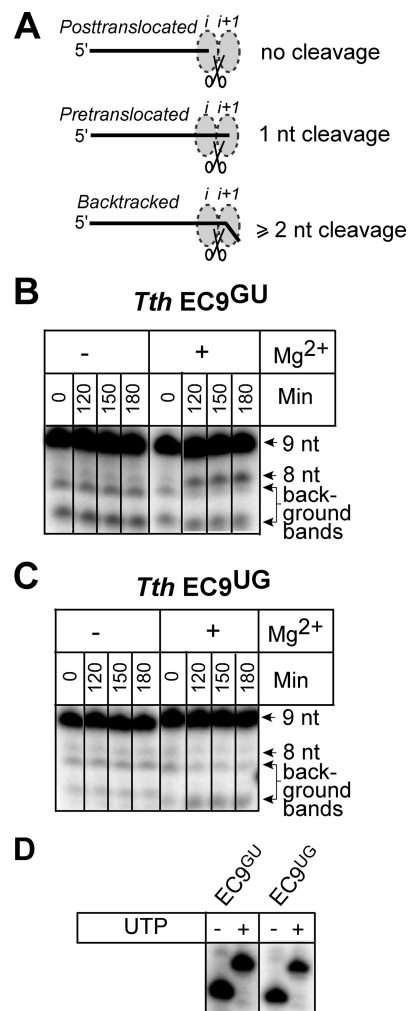 A
Posttranslocated
i i+1
5'
no cleavage
Pretranslocated
i i+1
5'
1 nt cleavage
Backtracked
i i+1
5'
⩾ 2 nt cleavage
B
Tth EC9GU
- + Mg2+
0 120 150 180 0 120 150 180 Min
9 nt
8 nt
back-
ground
bands
C
Tth EC9UG
- + Mg2+
0 120 150 180 0 120 150 180 Min
9 nt
8 nt
back-
ground
bands
D
EC9GU EC9UG
UTP - + - +